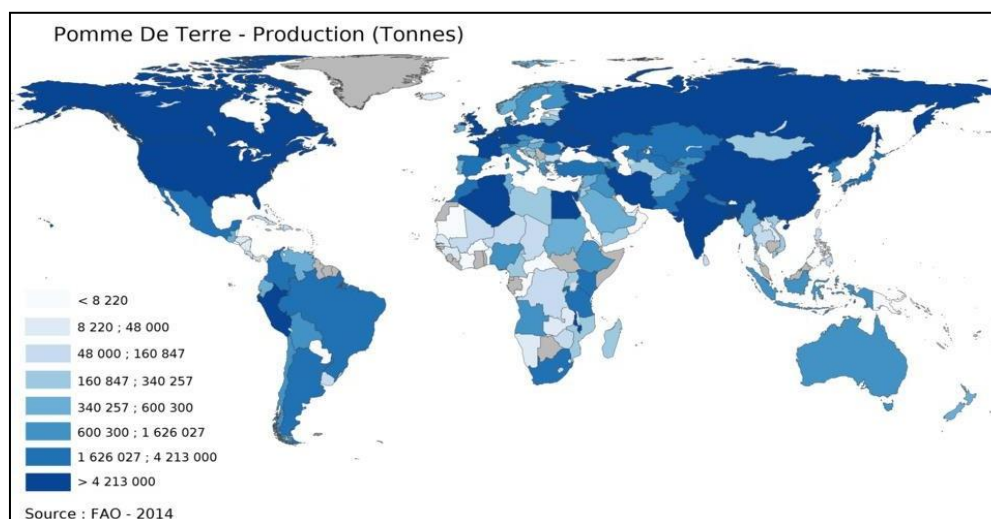 Pomme De Terre - Production (Tonnes)
< 8 220
8 220 ; 48 000
48 000 ; 160 847
160 847 ; 340 257
340 257 ; 600 300
600 300 ; 1 626 027
1 626 027 ; 4 213 000
> 4 213 000
Source : FAO - 2014